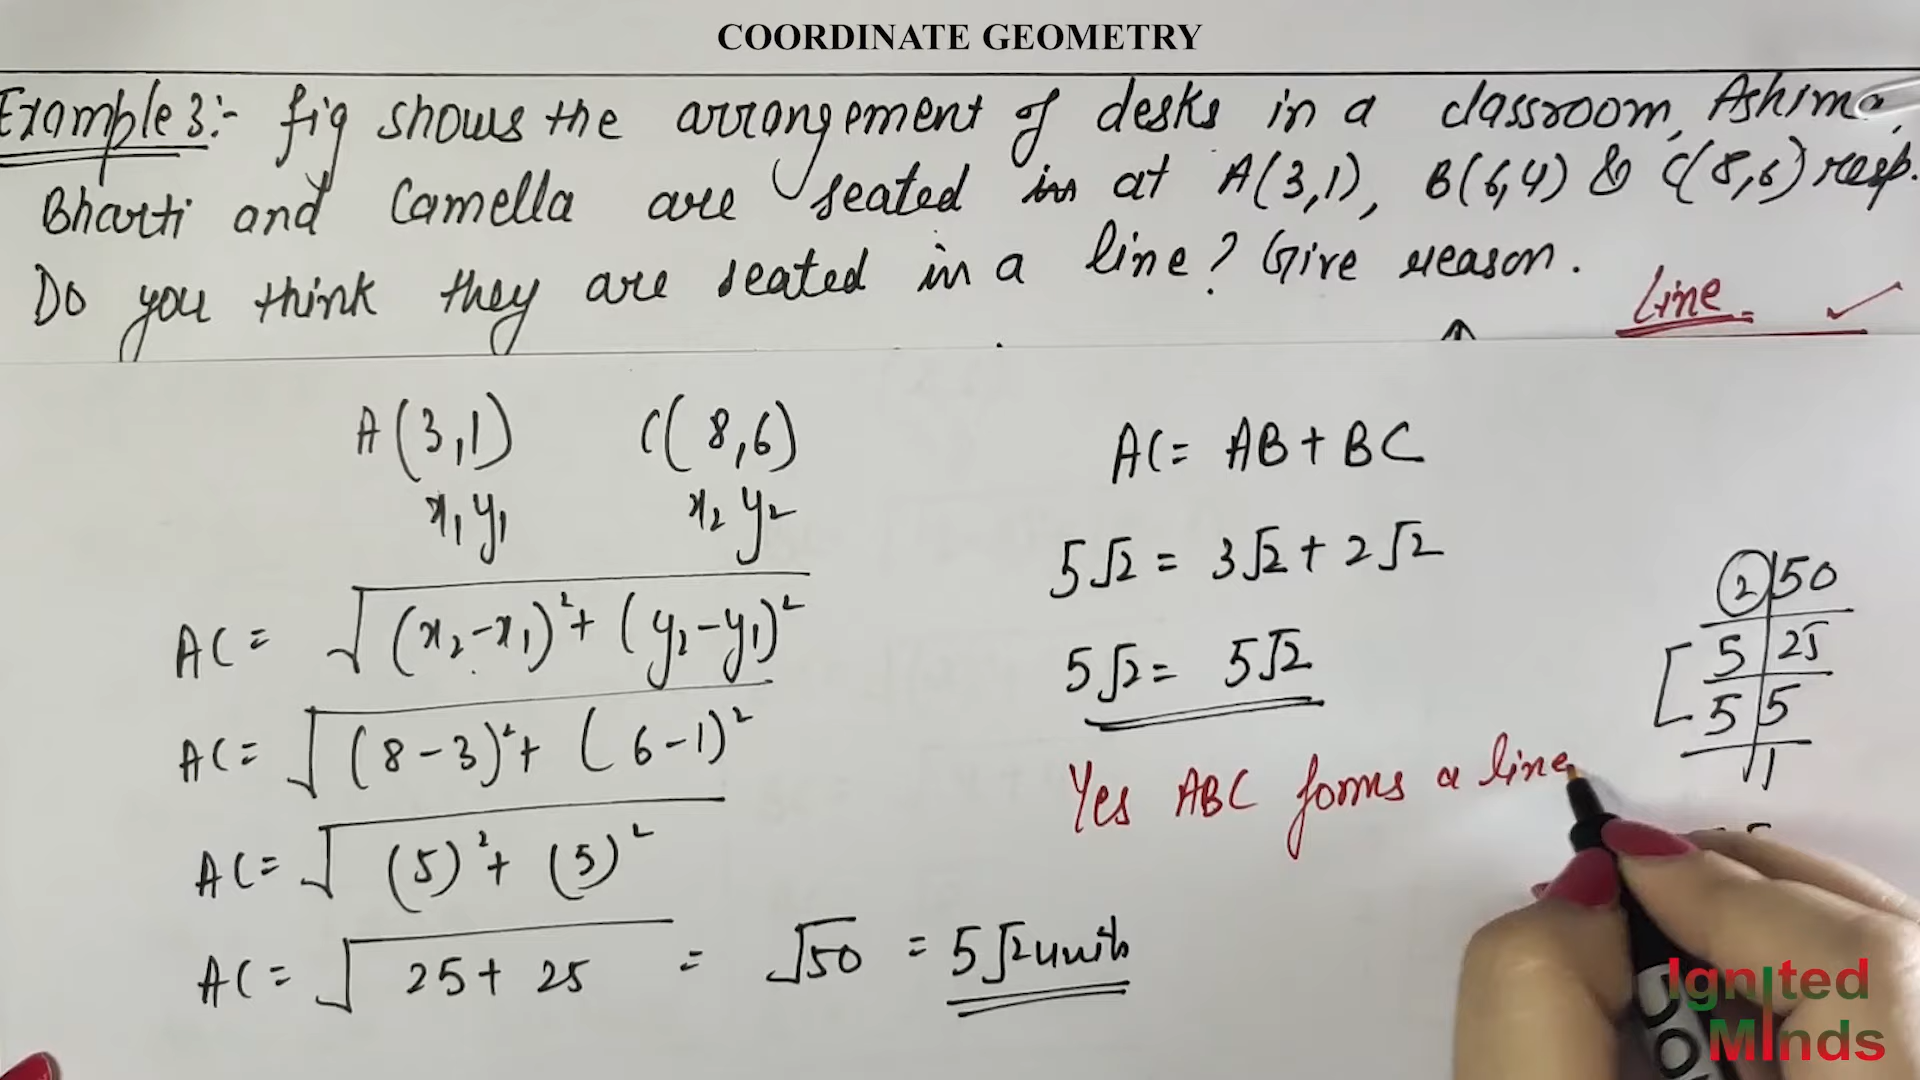 COORDINATE GEOMETRY
Example 3:- fig shows the arrangement of desks in a classroom, Ashima,
Bharti and Camella are seated at A(3,1), B(6,4) & C(8,6) resp.
Do you think they are seated in a line? Give reason.
Line
A(3,1) C(8,6)
x₁ y₁ x₂ y₂
AC = √(x₂-x₁)²+(y₂-y₁)²
AC = √(8-3)²+(6-1)²
AC = √(5)²+(5)²
AC = √25+25 = √50 = 5√2 units
AC = AB + BC
5√2 = 3√2 + 2√2
5√2 = 5√2
Yes ABC forms a line
2 50
5 25
5 5
1
Ignited
Minds